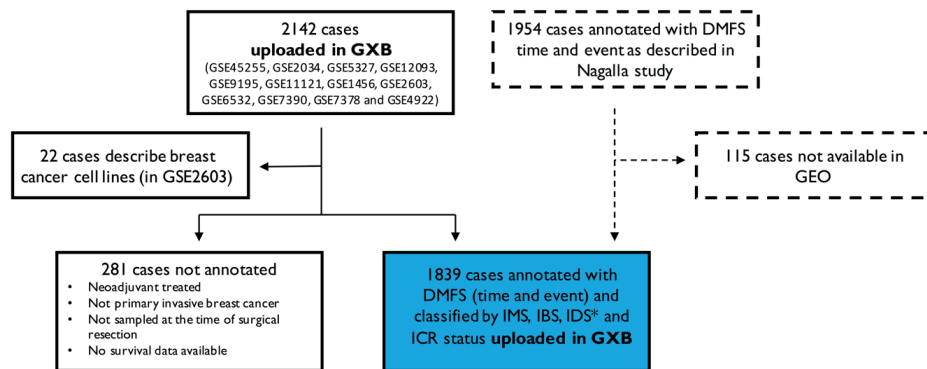 2142 cases
uploaded in GXB
(GSE45255, GSE2034, GSE5327, GSE12093,
GSE9195, GSE11121, GSE1456, GSE2603,
GSE6532, GSE7390, GSE7378 and GSE4922)
1954 cases annotated with DMFS
time and event as described in
Nagalla study
22 cases describe breast
cancer cell lines (in GSE2603)
115 cases not available in
GEO
281 cases not annotated
• Neoadjuvant treated
• Not primary invasive breast cancer
• Not sampled at the time of surgical
resection
• No survival data available
1839 cases annotated with
DMFS (time and event) and
classified by IMS, IBS, IDS* and
ICR status uploaded in GXB